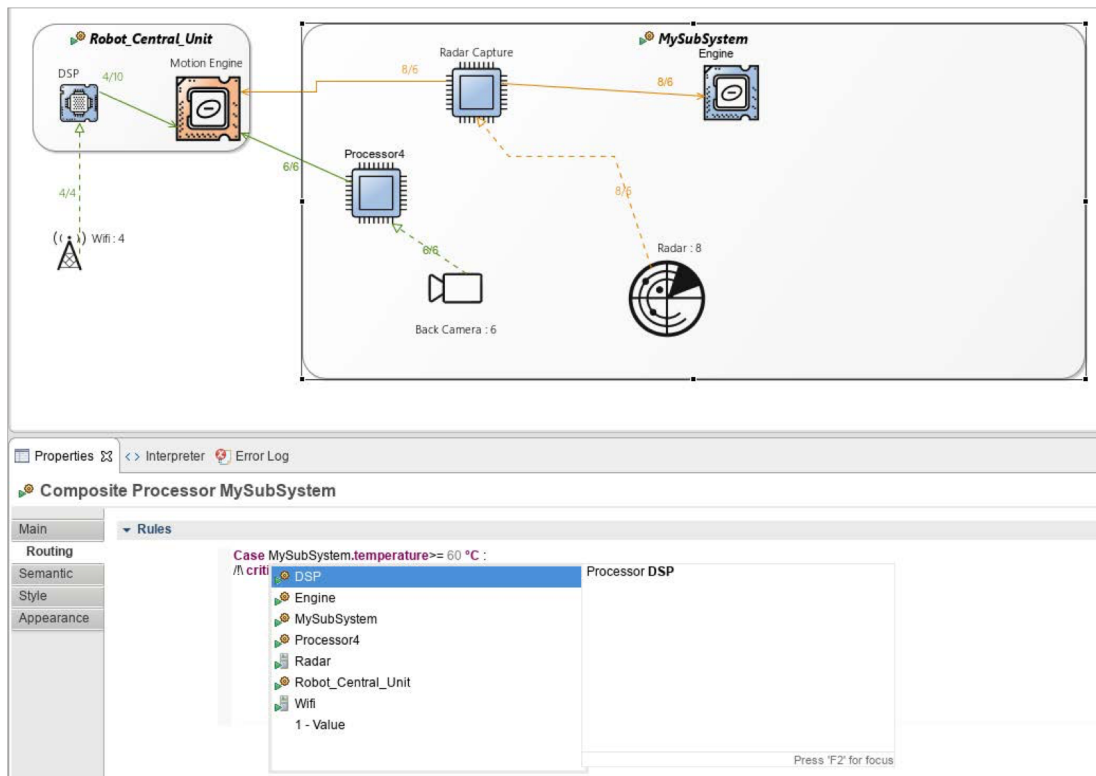 Robot_Central_Unit
MySubSystem
DSP
4/10
Motion Engine
8/6
Radar Capture
Engine
8/6
Processor4
6/6
4/4
8/6
Wifi : 4
6/6
Radar : 8
Back Camera : 6
Properties
Interpreter
Error Log
Composite Processor MySubSystem
Main
Rules
Routing
Semantic
Style
Appearance
Case MySubSystem.temperature>= 60 °C :
/!\ criti
DSP
Processor DSP
Engine
MySubSystem
Processor4
Radar
Robot_Central_Unit
Wifi
1 - Value
Press 'F2' for focus